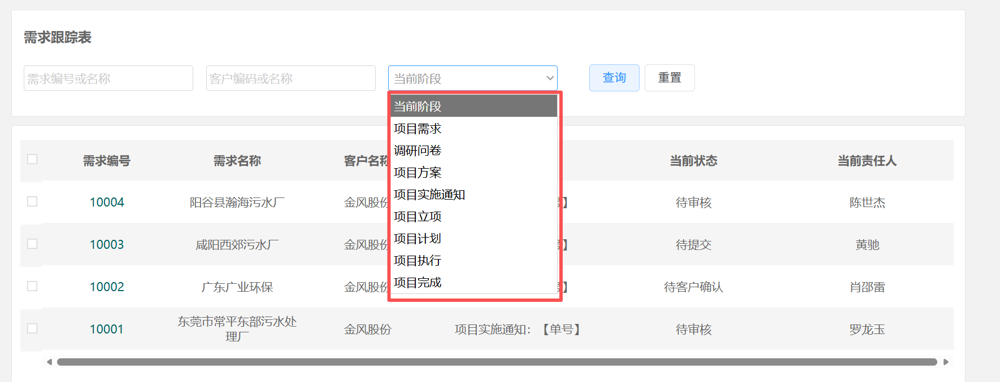 需求跟踪表
需求编号或名称 客户编码或名称 当前阶段 查询 重置
当前阶段
项目需求
调研问卷
项目方案
项目实施通知
项目立项
项目计划
项目执行
项目完成
需求编号 需求名称 客户名称 当前状态 当前责任人
10004 阳谷县瀚海污水厂 金风股份 】 待审核 陈世杰
10003 咸阳西郊污水厂 金风股份 】 待提交 黄驰
10002 广东广业环保 金风股份 】 待客户确认 肖邵雷
10001 东莞市常平东部污水处 金风股份 项目实施通知：【单号】 待审核 罗龙玉
理厂